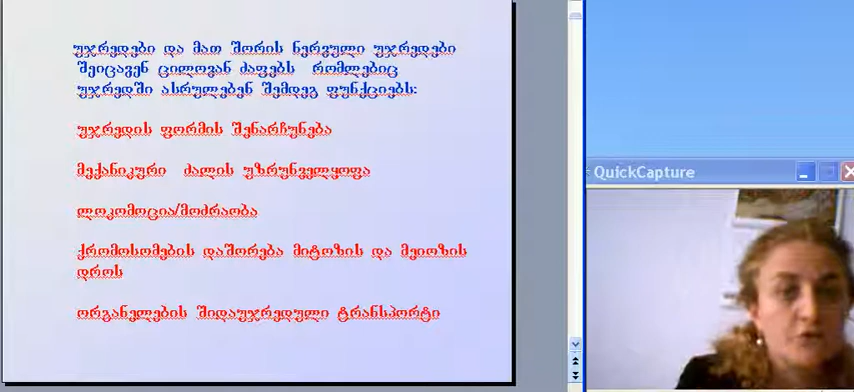 უჯრედები და მათ შორის ნერვული უჯრედები
შეიცავენ ცილოვან ძაფებს რომლებიც
უჯრედში ასრულებენ შემდეგ ფუნქციებს:
უჯრედის ფორმის შენარჩუნება
მექანიკური ძალის უზრუნველყოფა
ლოკომოცია/მოძრაობა
ქრომოსომების დაშორება მიტოზის და მეიოზის
დროს
ორგანელების შიდაუჯრედული ტრანსპორტი
QuickCapture